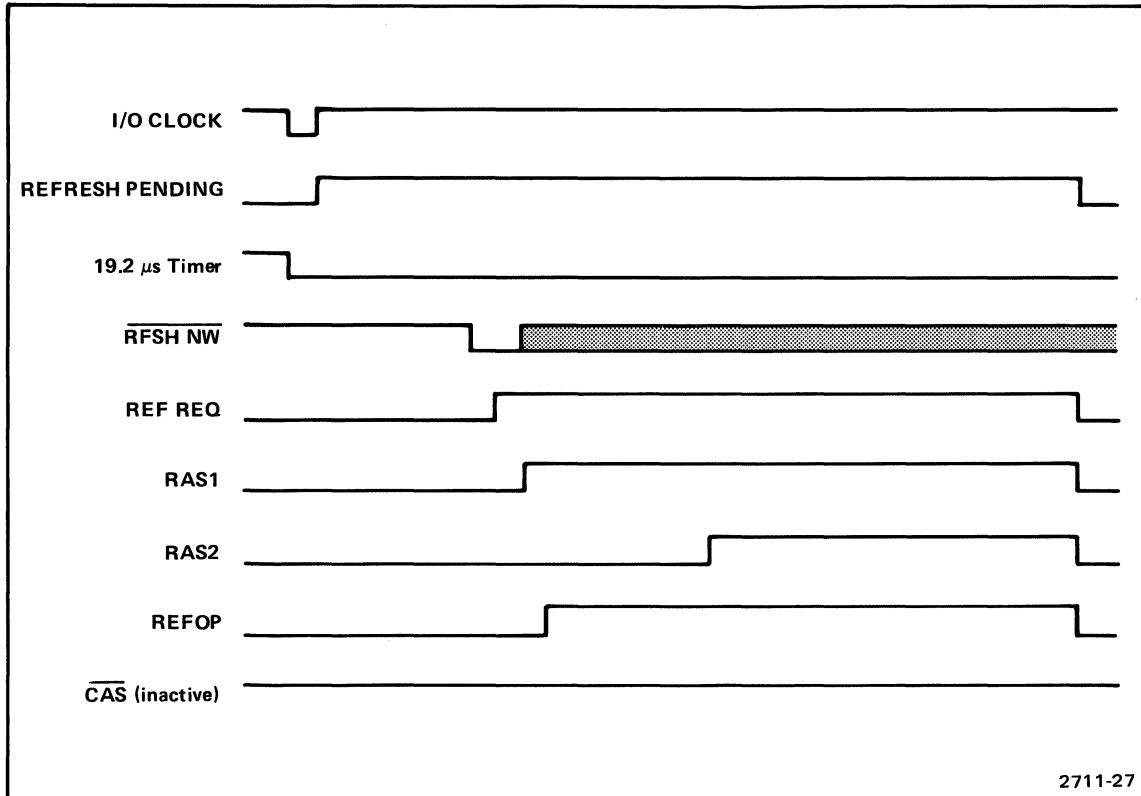 I/O CLOCK
REFRESH PENDING
19.2 μs Timer
RFSH NW
REF REQ
RAS1
RAS2
REFOP
CAS (inactive)
2711-27